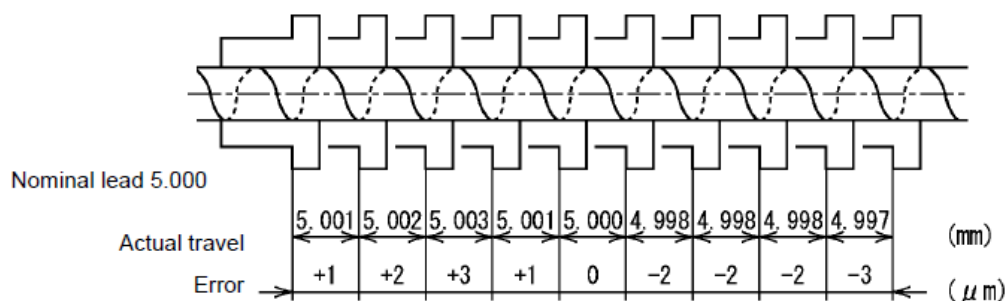 Nominal lead 5.000
Actual travel 5.001 5.002 5.003 5.001 5.000 4.998 4.998 4.998 4.997 (mm)
Error +1 +2 +3 +1 0 -2 -2 -2 -3 (μm)